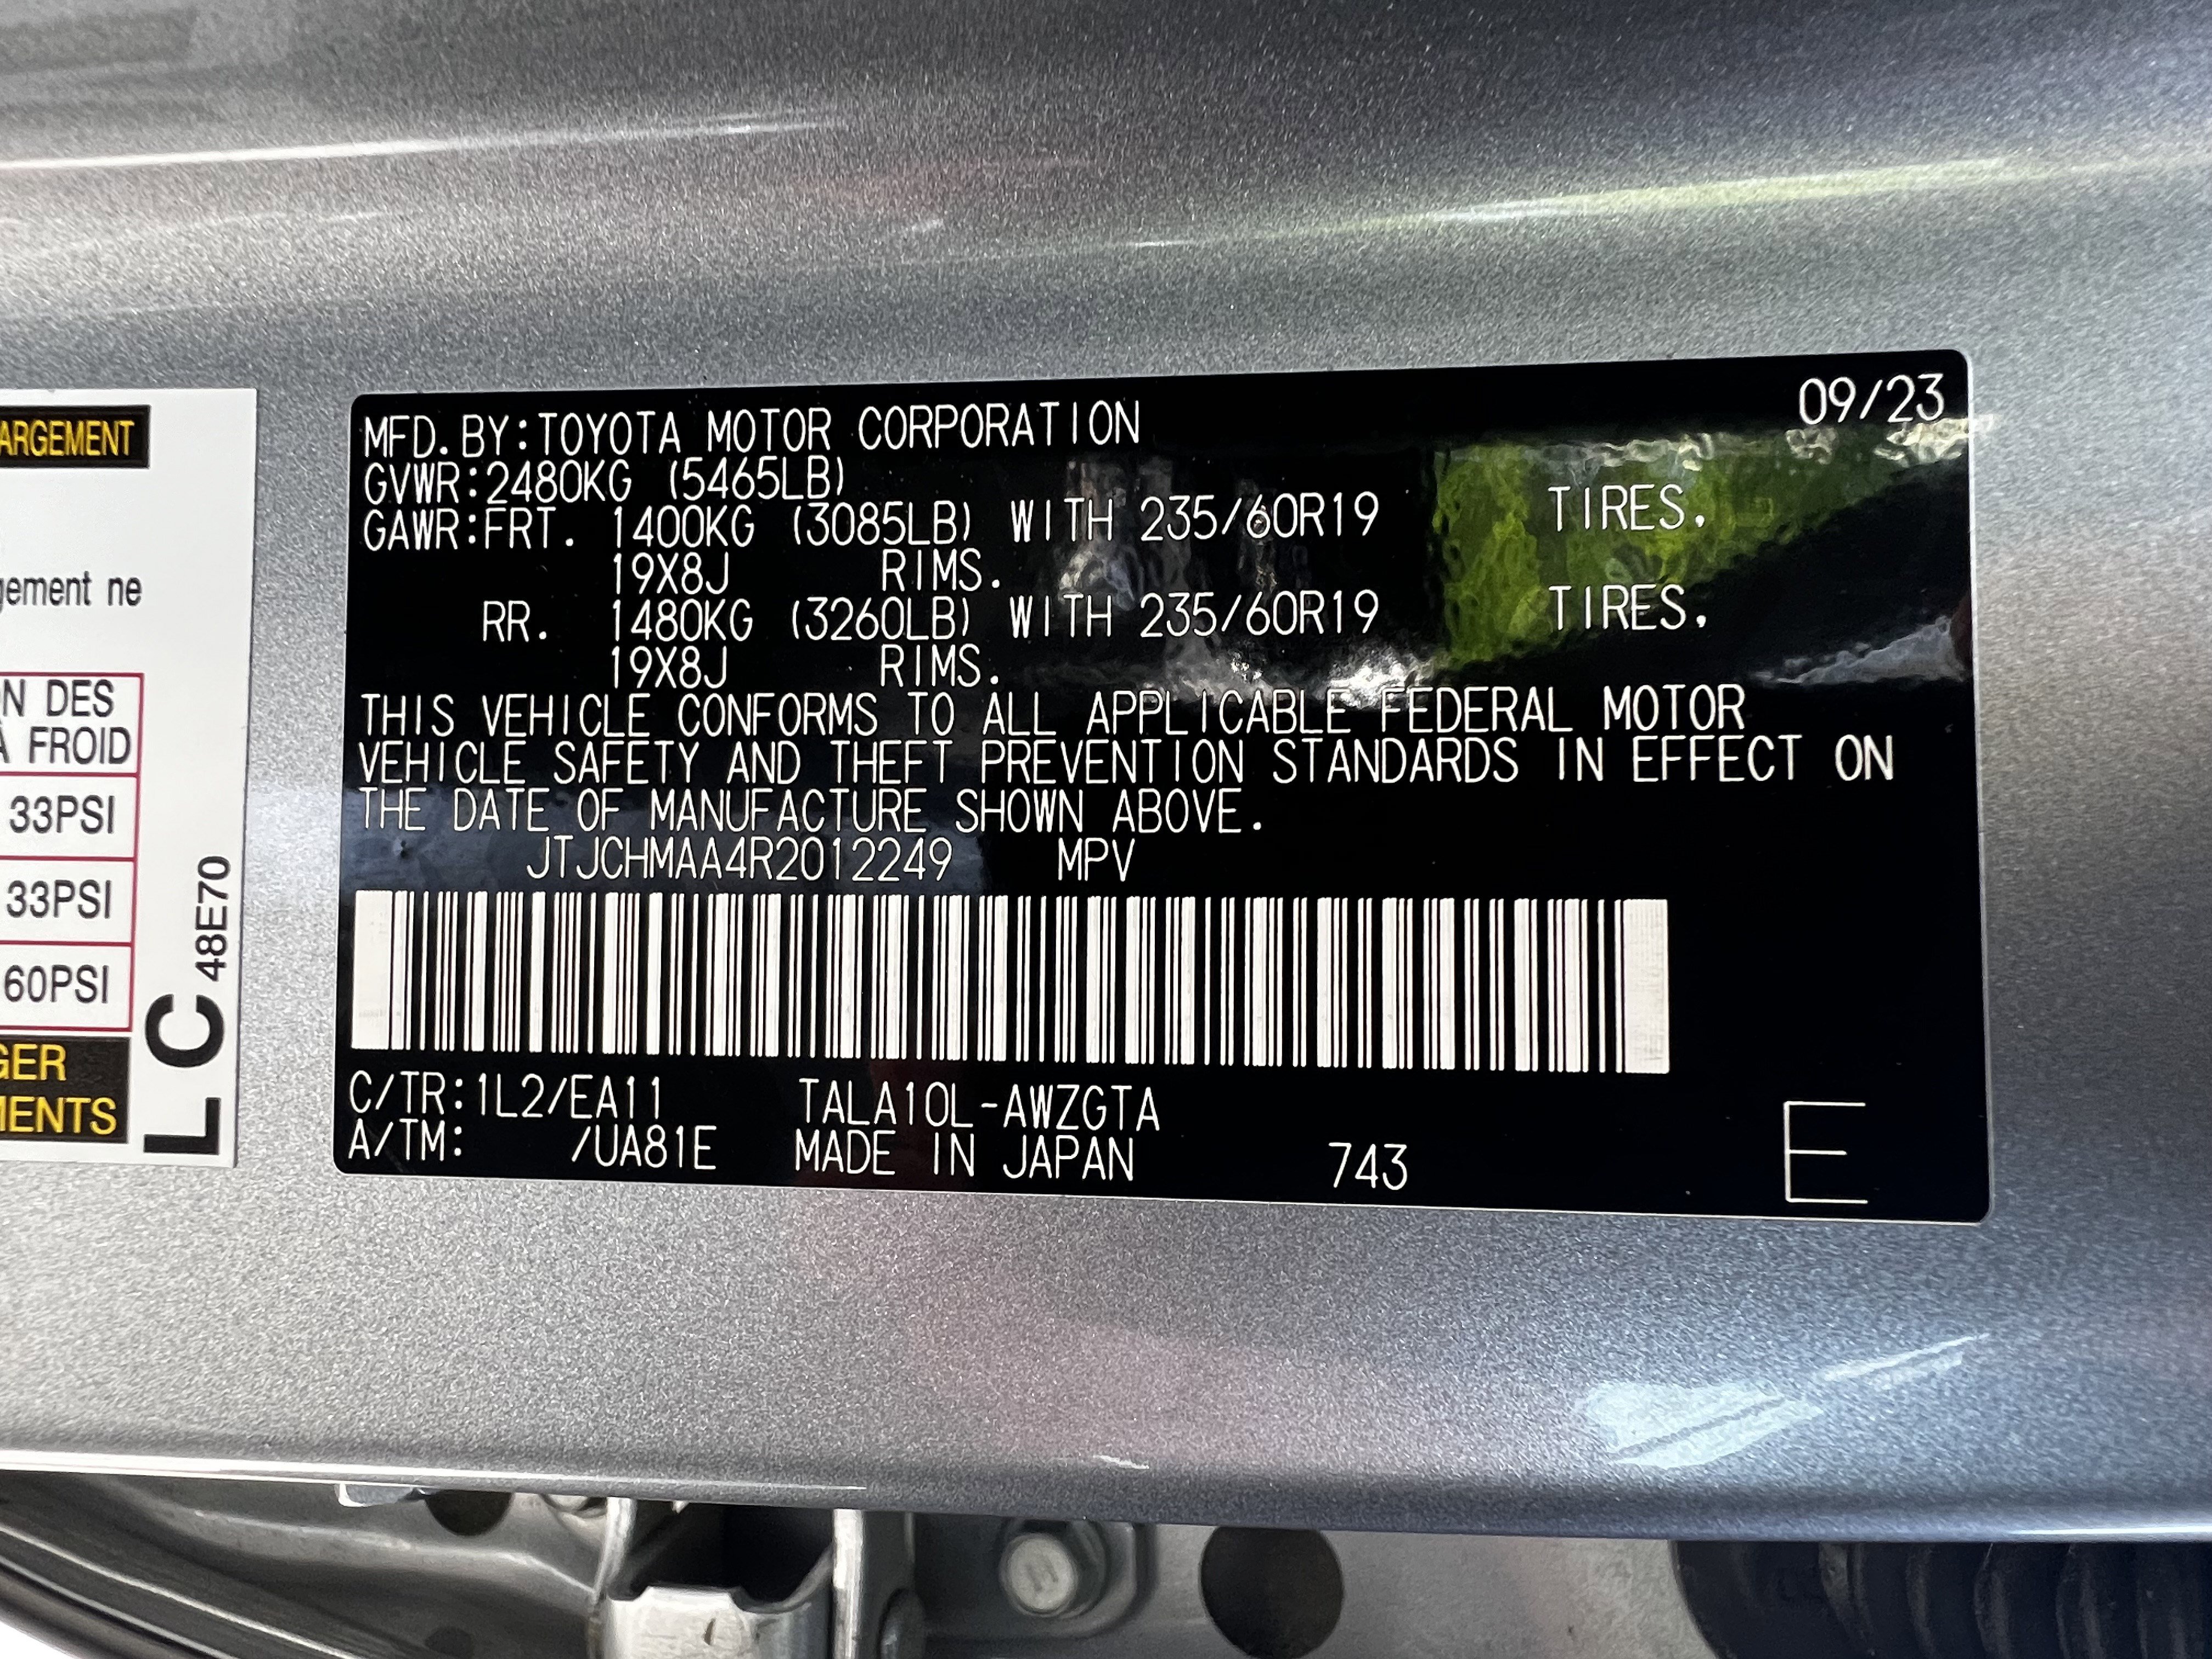 ARGEMENT
gement ne
N DES
À FROID
33PSI
33PSI
60PSI
GER
MENTS
L C 48E70
09/23
MFD.BY:TOYOTA MOTOR CORPORATION
GVWR:2480KG (5465LB)
GAWR:FRT. 1400KG (3085LB) WITH 235/60R19 TIRES.
19X8J RIMS.
RR. 1480KG (3260LB) WITH 235/60R19 TIRES.
19X8J RIMS.
THIS VEHICLE CONFORMS TO ALL APPLICABLE FEDERAL MOTOR
VEHICLE SAFETY AND THEFT PREVENTION STANDARDS IN EFFECT ON
THE DATE OF MANUFACTURE SHOWN ABOVE.
JTJCHMAA4R2012249 MPV
C/TR:1L2/EA11 TALA10L-AWZGTA
A/TM: /UA81E MADE IN JAPAN 743 E